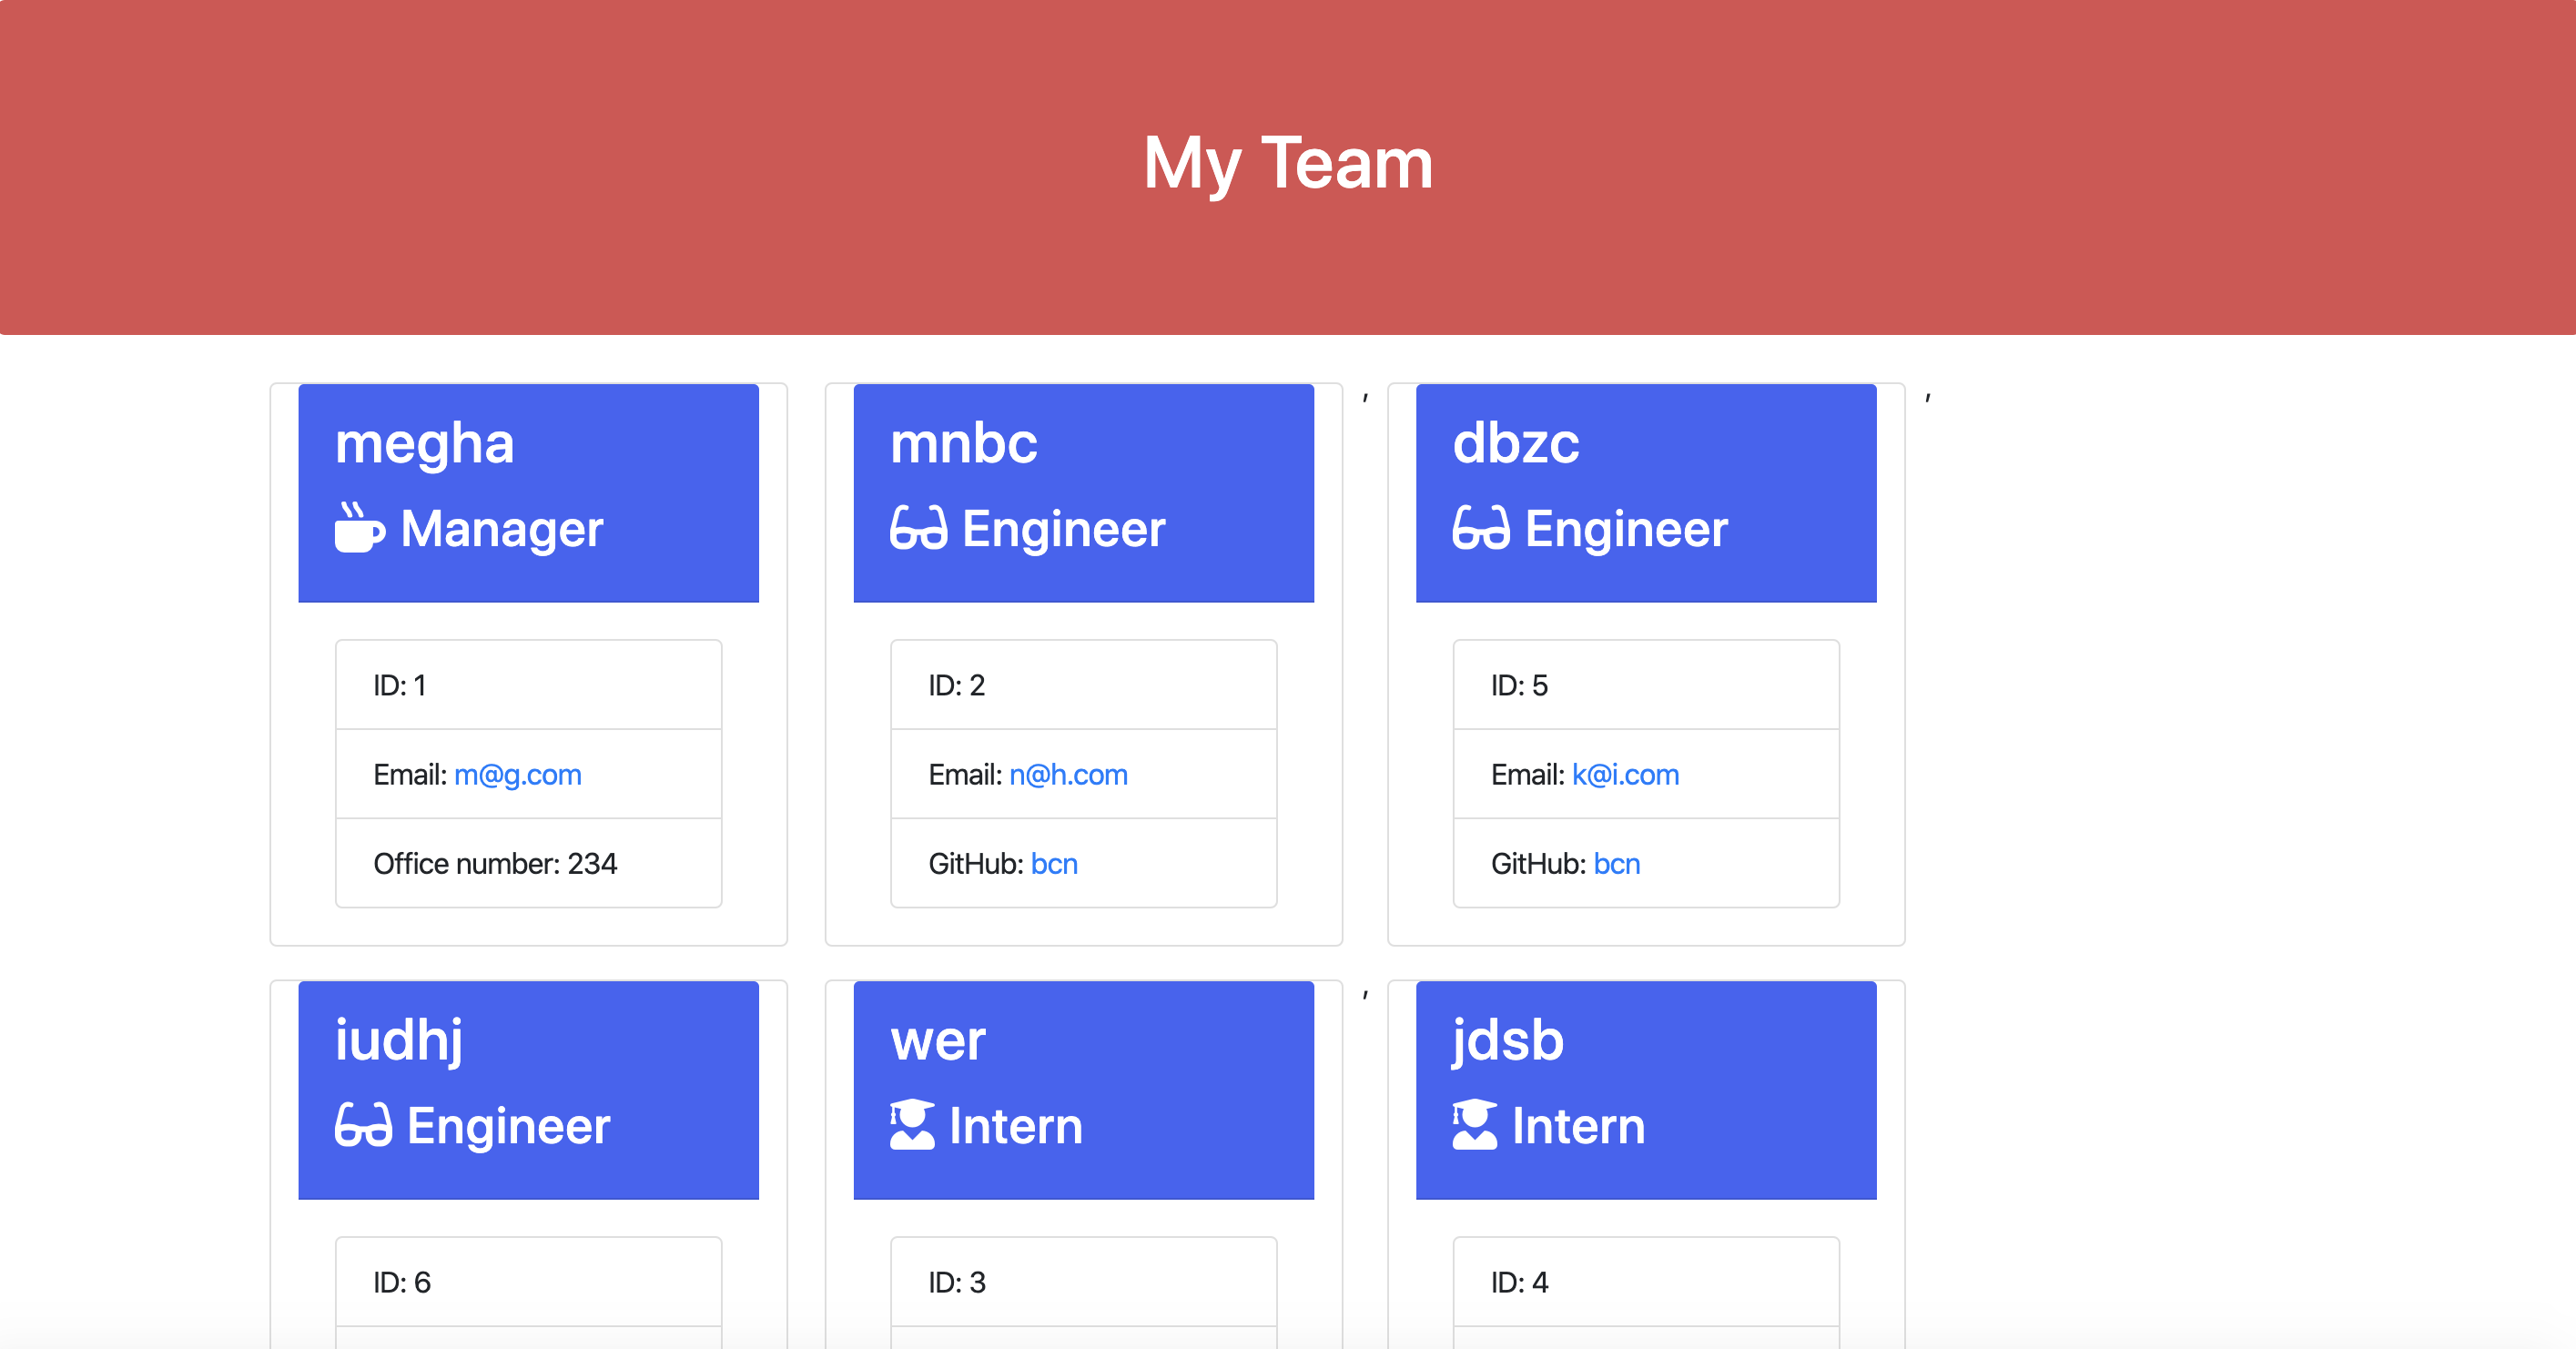 My Team
megha
Manager
ID: 1
Email: m@g.com
Office number: 234
mnbc
Engineer
ID: 2
Email: n@h.com
GitHub: bcn
,
dbzc
Engineer
ID: 5
Email: k@i.com
GitHub: bcn
,
iudhj
Engineer
ID: 6
wer
Intern
ID: 3
,
jdsb
Intern
ID: 4